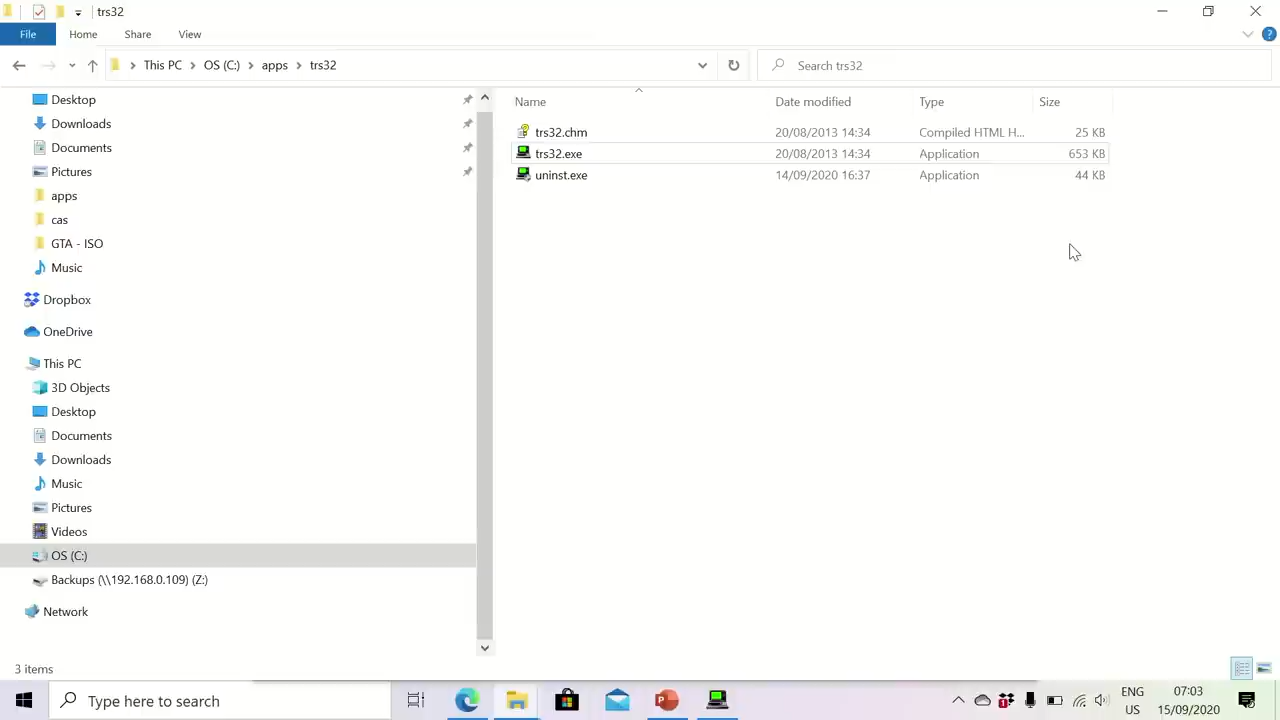 trs32
File Home Share View
This PC OS (C:) apps trs32
Search trs32
Name Date modified Type Size
trs32.chm 20/08/2013 14:34 Compiled HTML H... 25 KB
trs32.exe 20/08/2013 14:34 Application 653 KB
uninst.exe 14/09/2020 16:37 Application 44 KB
Desktop
Downloads
Documents
Pictures
apps
cas
GTA - ISO
Music
Dropbox
OneDrive
This PC
3D Objects
Desktop
Documents
Downloads
Music
Pictures
Videos
OS (C:)
Backups (\\192.168.0.109) (Z:)
Network
3 items
Type here to search
ENG 07:03
US 15/09/2020